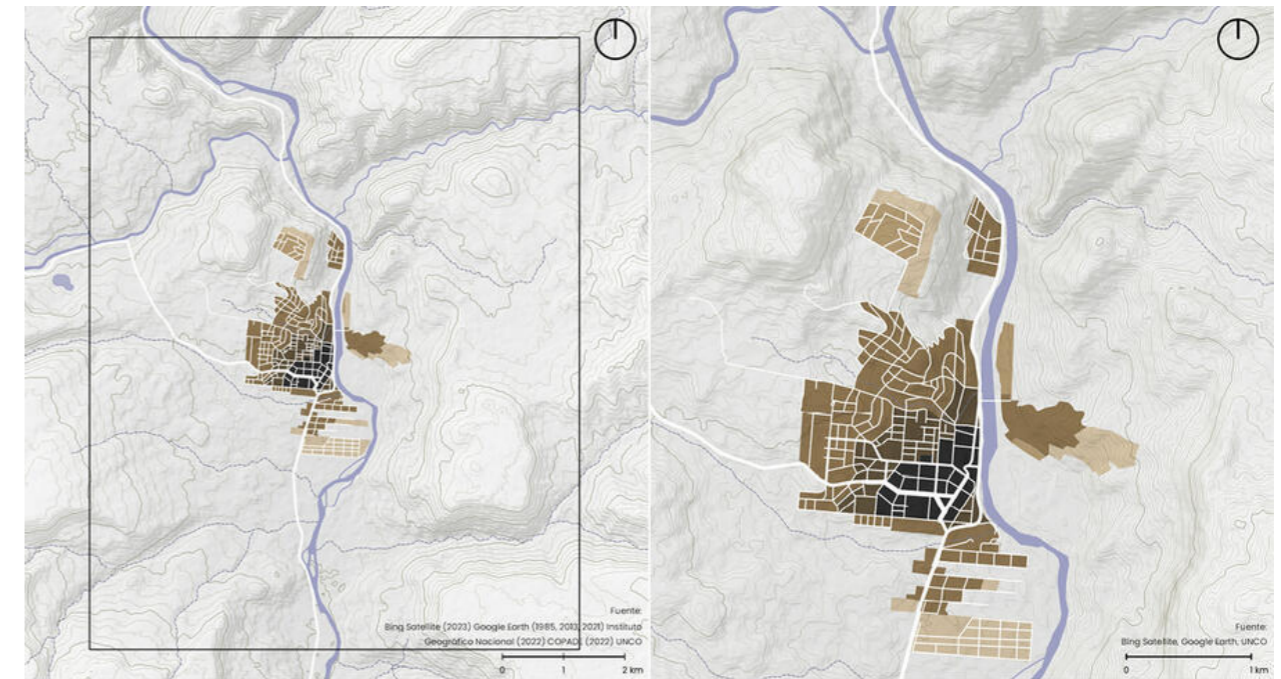 Fuente:
Bing Satellite (2023) Google Earth (1985, 2013, 2021) Instituto
Geográfico Nacional (2022) COPADE (2022) UNCO
0 1 2 km
Fuente:
Bing Satellite, Google Earth, UNCO
0 1 km